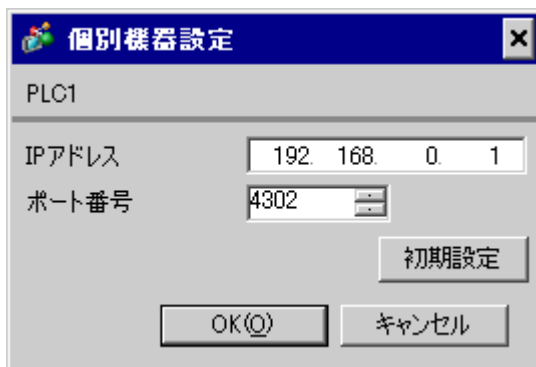 個別機器設定
PLC1
IPアドレス 192. 168. 0. 1
ポート番号 4302
初期設定
OK(O) キャンセル